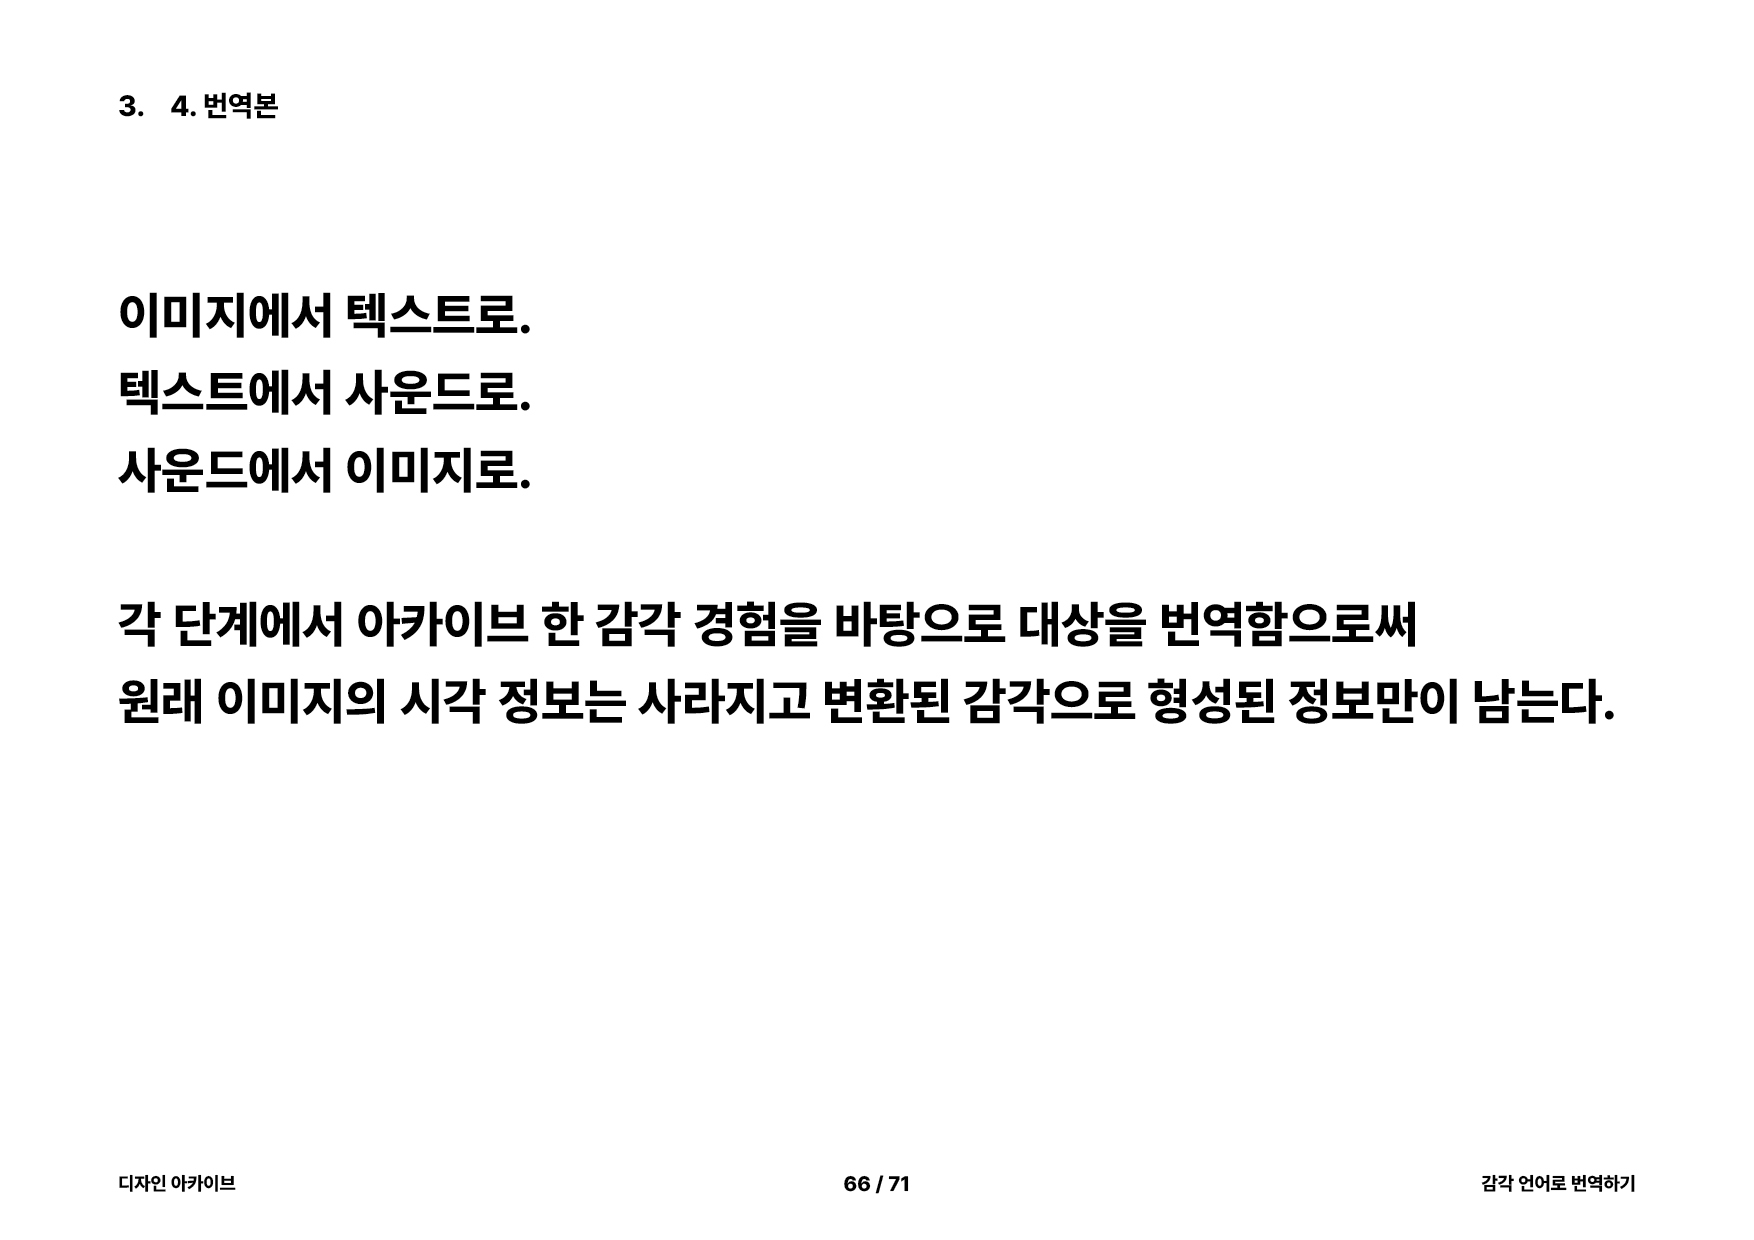 3. 4. 번역본
이미지에서 텍스트로.
텍스트에서 사운드로.
사운드에서 이미지로.
각 단계에서 아카이브 한 감각 경험을 바탕으로 대상을 번역함으로써
원래 이미지의 시각 정보는 사라지고 변환된 감각으로 형성된 정보만이 남는다.
디자인 아카이브
66 / 71
감각 언어로 번역하기